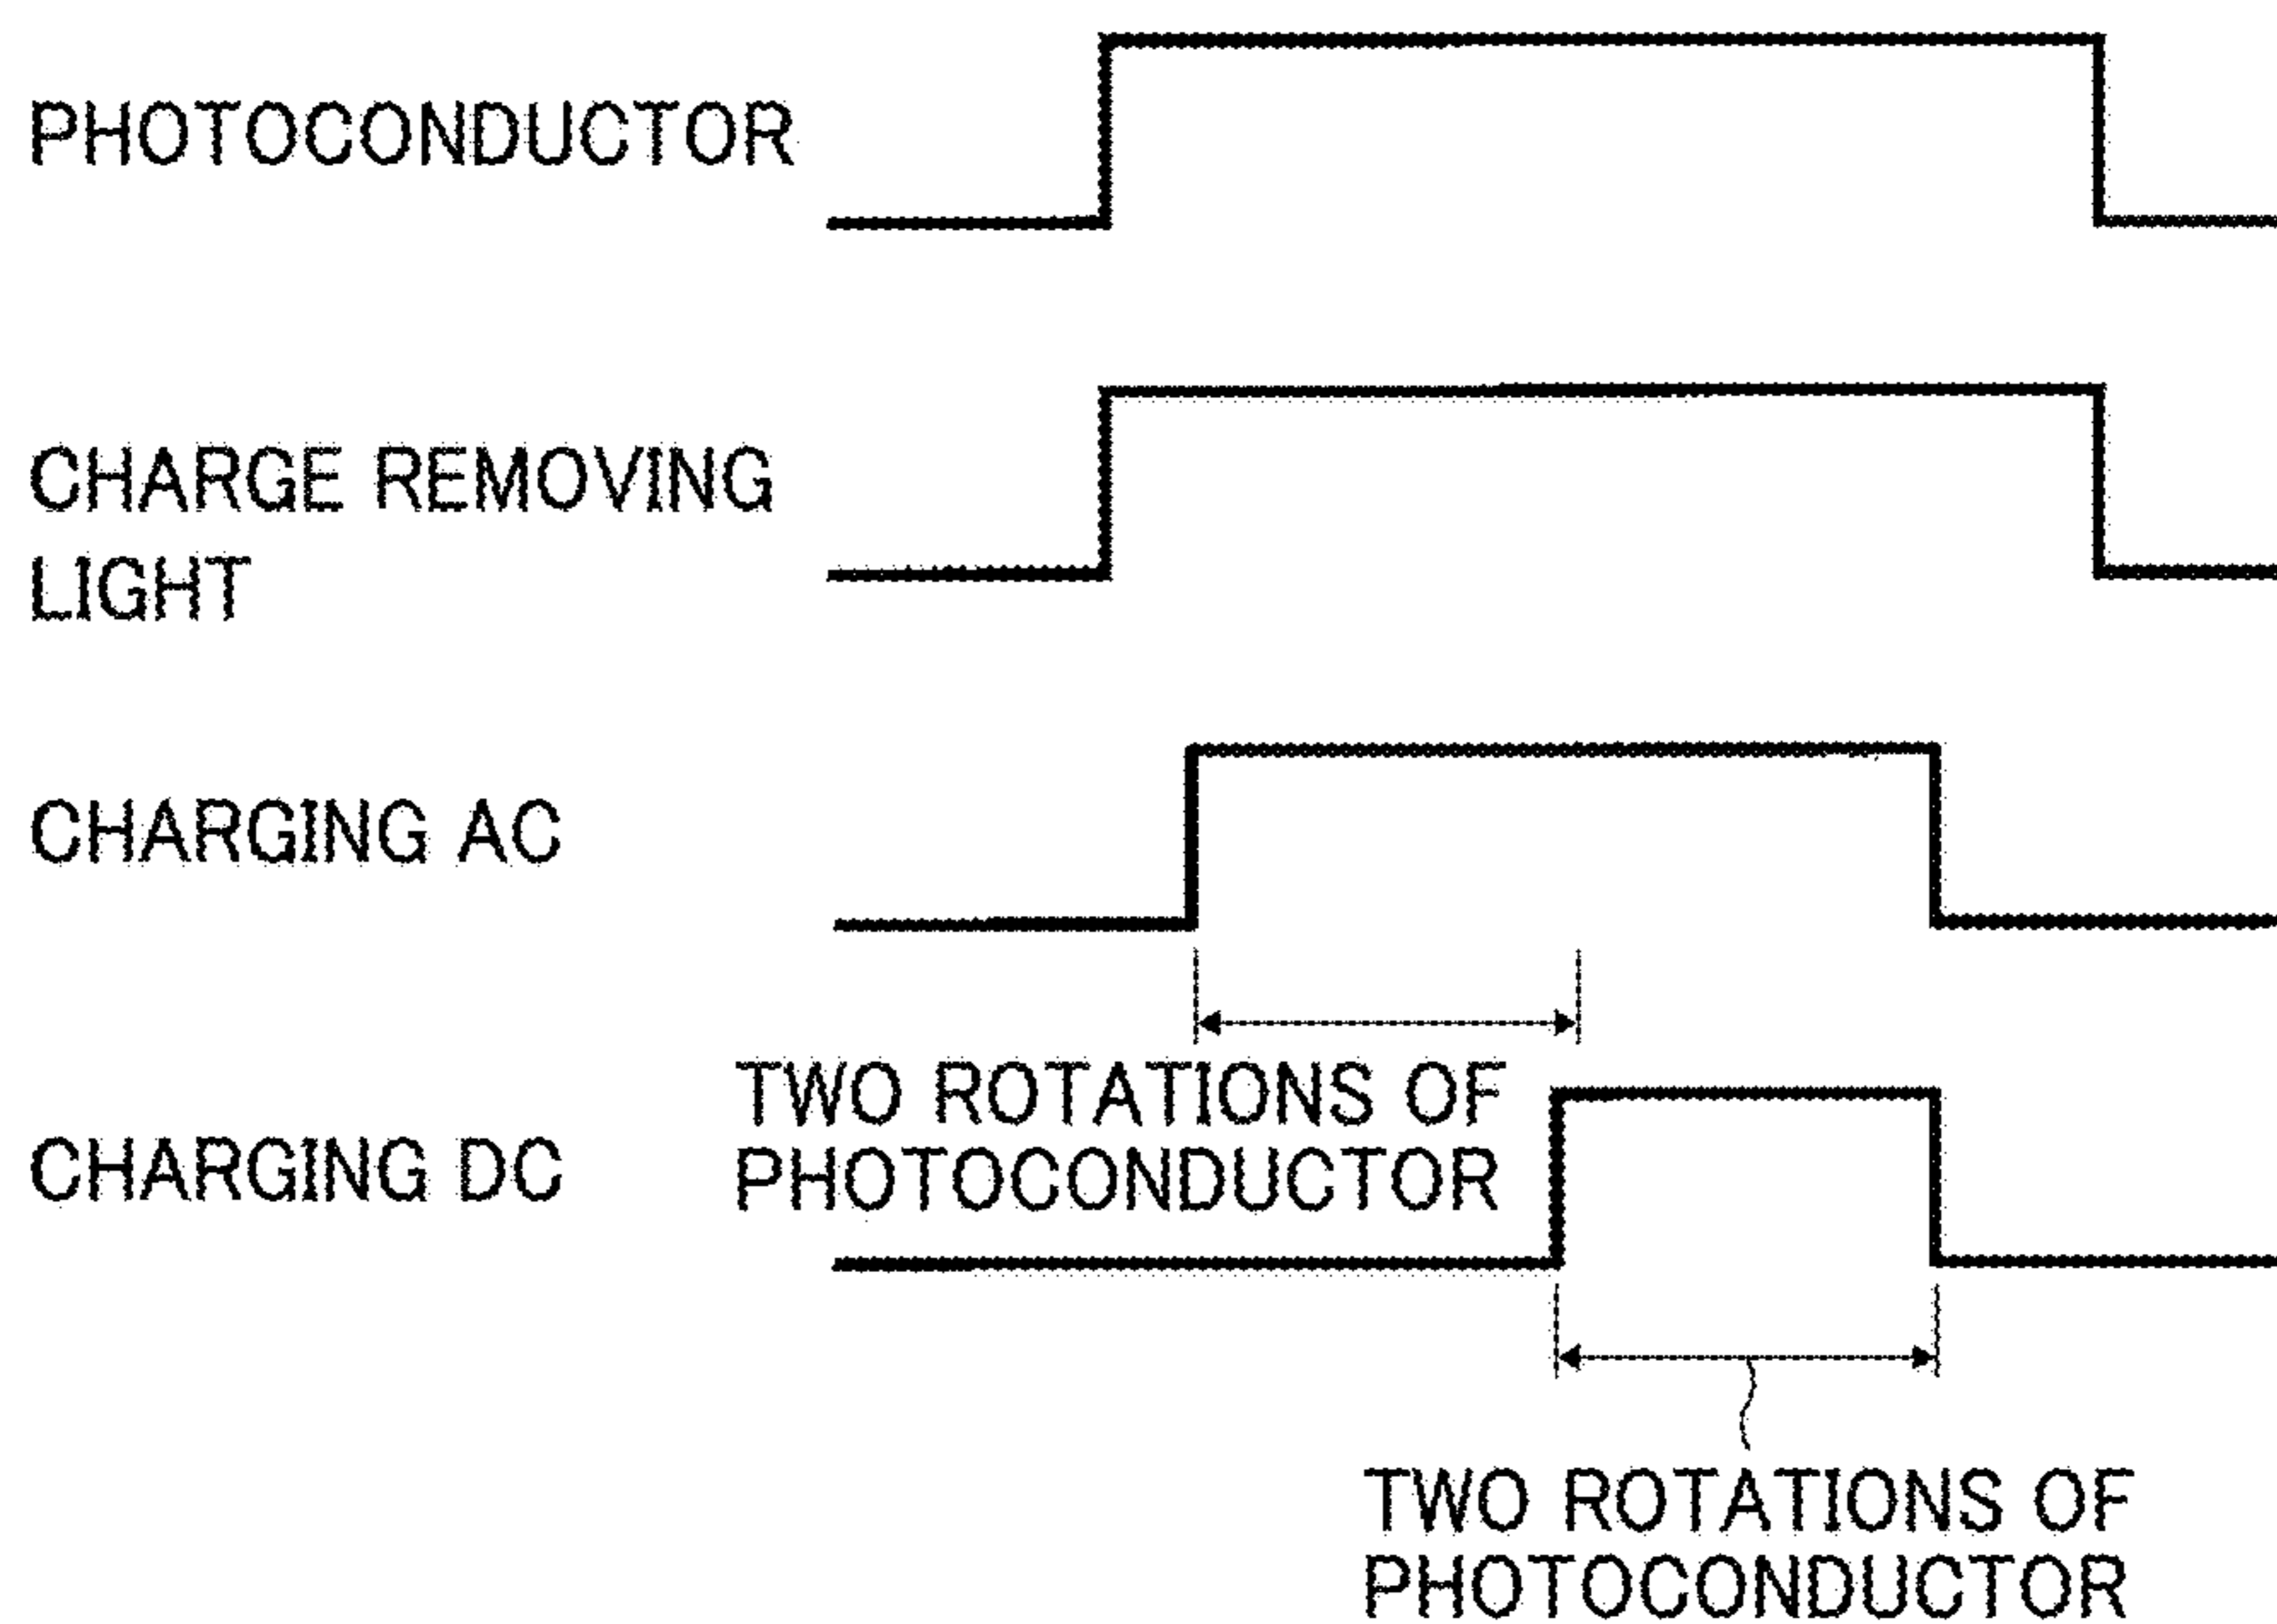 PHOTOCONDUCTOR
CHARGE REMOVING
LIGHT
CHARGING AC
TWO ROTATIONS OF
PHOTOCONDUCTOR
CHARGING DC
TWO ROTATIONS OF
PHOTOCONDUCTOR